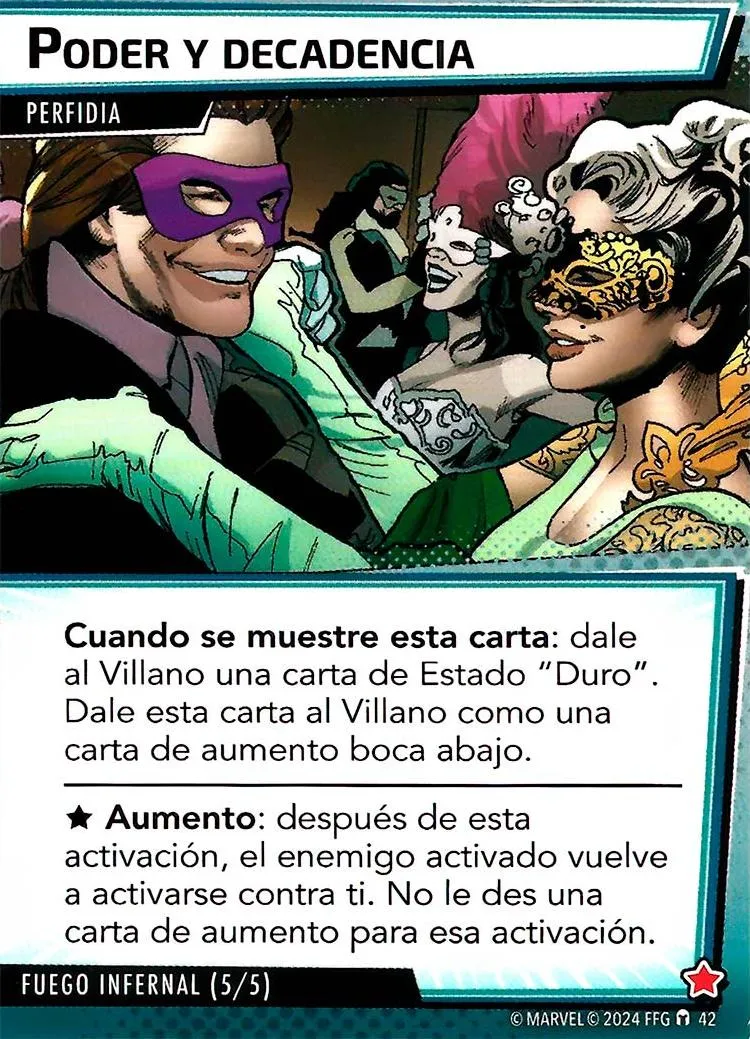 PODER Y DECADENCIA
PERFIDIA
Cuando se muestre esta carta: dale
al Villano una carta de Estado “Duro”.
Dale esta carta al Villano como una
carta de aumento boca abajo.
★ Aumento: después de esta
activación, el enemigo activado vuelve
a activarse contra ti. No le des una
carta de aumento para esa activación.
FUEGO INFERNAL (5/5)
© MARVEL © 2024 FFG 42